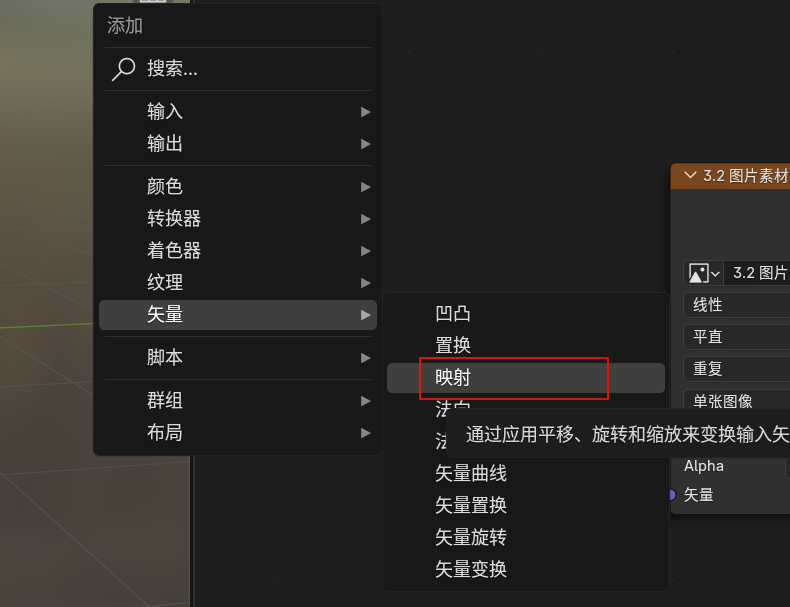 添加
搜索...
输入
输出
颜色
转换器
着色器
纹理
矢量
脚本
群组
布局
凹凸
置换
映射
法向
通过应用平移、旋转和缩放来变换输入矢
矢量曲线
矢量置换
矢量旋转
矢量变换
3.2 图片素材
3.2 图片
线性
平直
重复
单张图像
Alpha
矢量